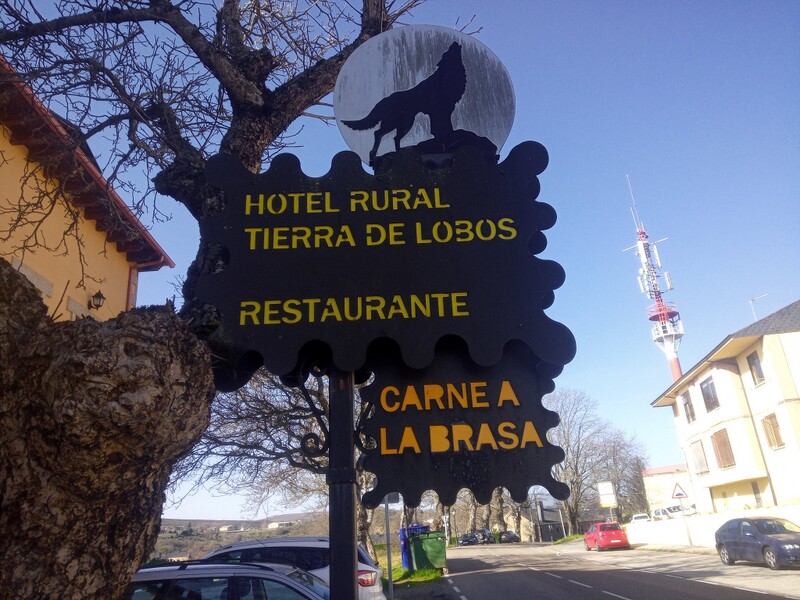 HOTEL RURAL
TIERRA DE LOBOS
RESTAURANTE
CARNE A
LA BRASA